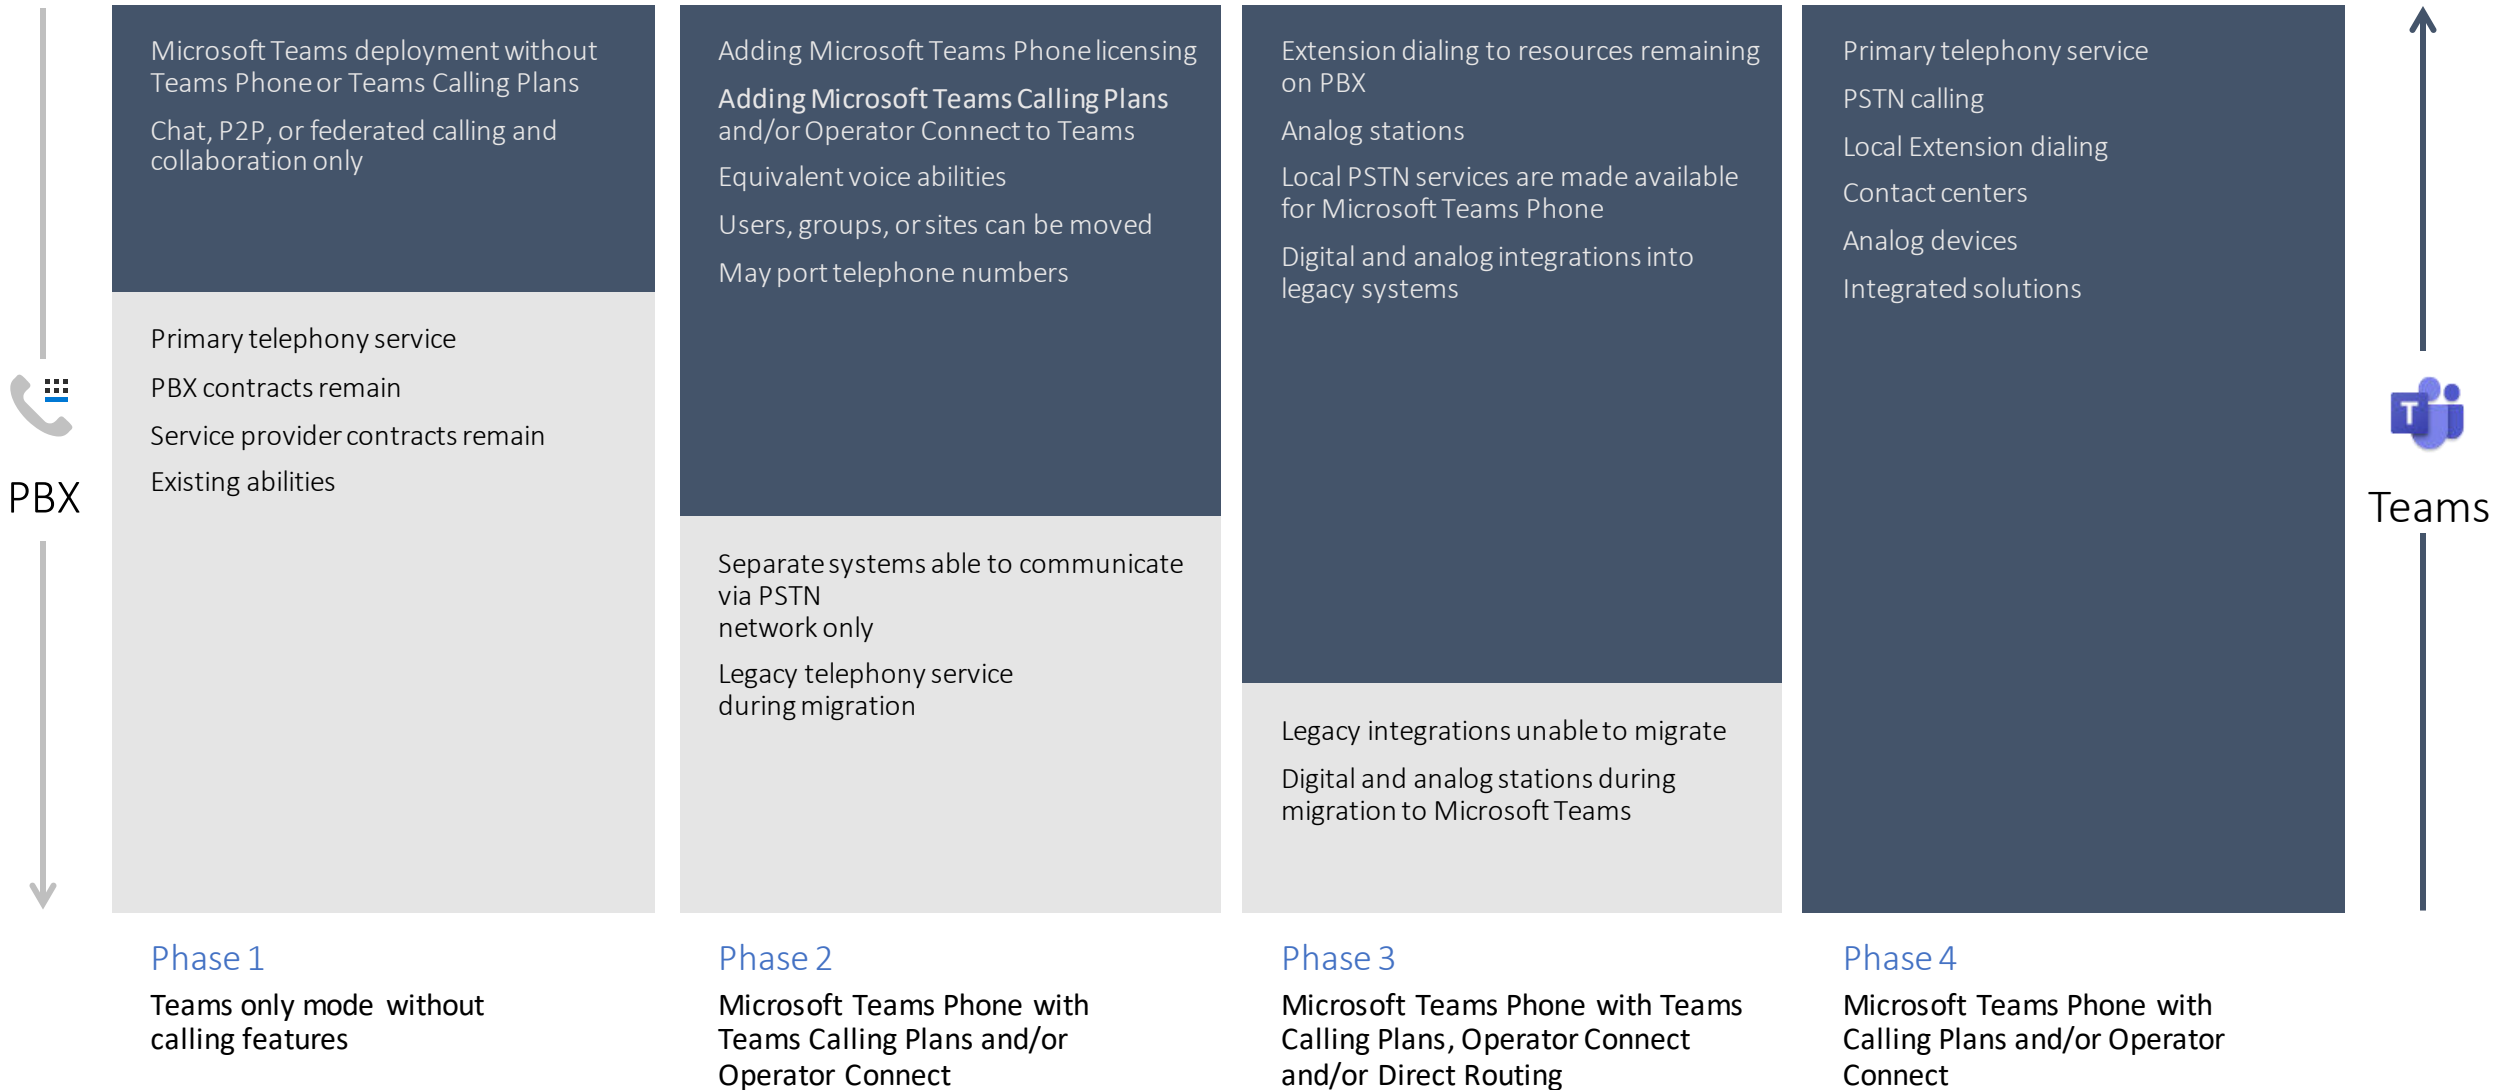 PBX
Microsoft Teams deployment without
Teams Phone or Teams Calling Plans
Chat, P2P, or federated calling and
collaboration only
Primary telephony service
PBX contracts remain
Service provider contracts remain
Existing abilities
Phase 1
Teams only mode without
calling features
Adding Microsoft Teams Phone licensing
Adding Microsoft Teams Calling Plans
and/or Operator Connect to Teams
Equivalent voice abilities
Users, groups, or sites can be moved
May port telephone numbers
Separate systems able to communicate
via PSTN
network only
Legacy telephony service
during migration
Phase 2
Microsoft Teams Phone with
Teams Calling Plans and/or
Operator Connect
Extension dialing to resources remaining
on PBX
Analog stations
Local PSTN services are made available
for Microsoft Teams Phone
Digital and analog integrations into
legacy systems
Legacy integrations unable to migrate
Digital and analog stations during
migration to Microsoft Teams
Phase 3
Microsoft Teams Phone with Teams
Calling Plans, Operator Connect
and/or Direct Routing
Primary telephony service
PSTN calling
Local Extension dialing
Contact centers
Analog devices
Integrated solutions
Phase 4
Microsoft Teams Phone with
Calling Plans and/or Operator
Connect
T
Teams